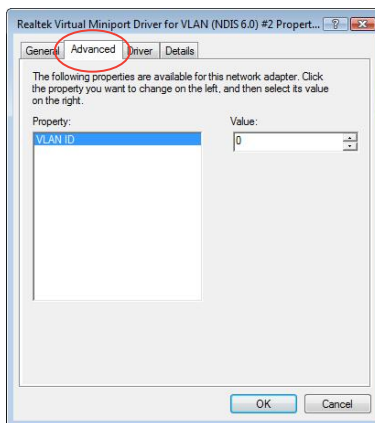 Realtek Virtual Miniport Driver for VLAN (NDIS 6.0) #2 Propert...
General Advanced Driver Details
The following properties are available for this network adapter. Click
the property you want to change on the left, and then select its value
on the right.
Property: Value:
VLAN ID 0
OK Cancel